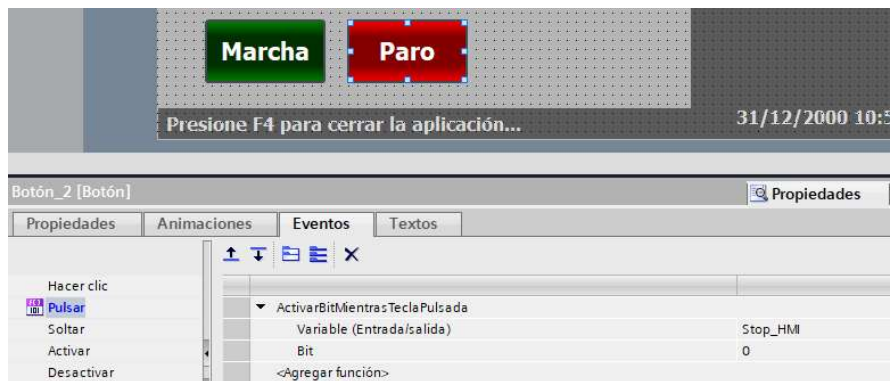 Marcha Paro
Presione F4 para cerrar la aplicación... 31/12/2000 10:5
Botón_2 [Botón] Propiedades
Propiedades Animaciones Eventos Textos
Hacer clic
Pulsar ActivarBitMientrasTeclaPulsada
Soltar Variable (Entrada/salida) Stop_HMI
Activar Bit 0
Desactivar <Agregar función>